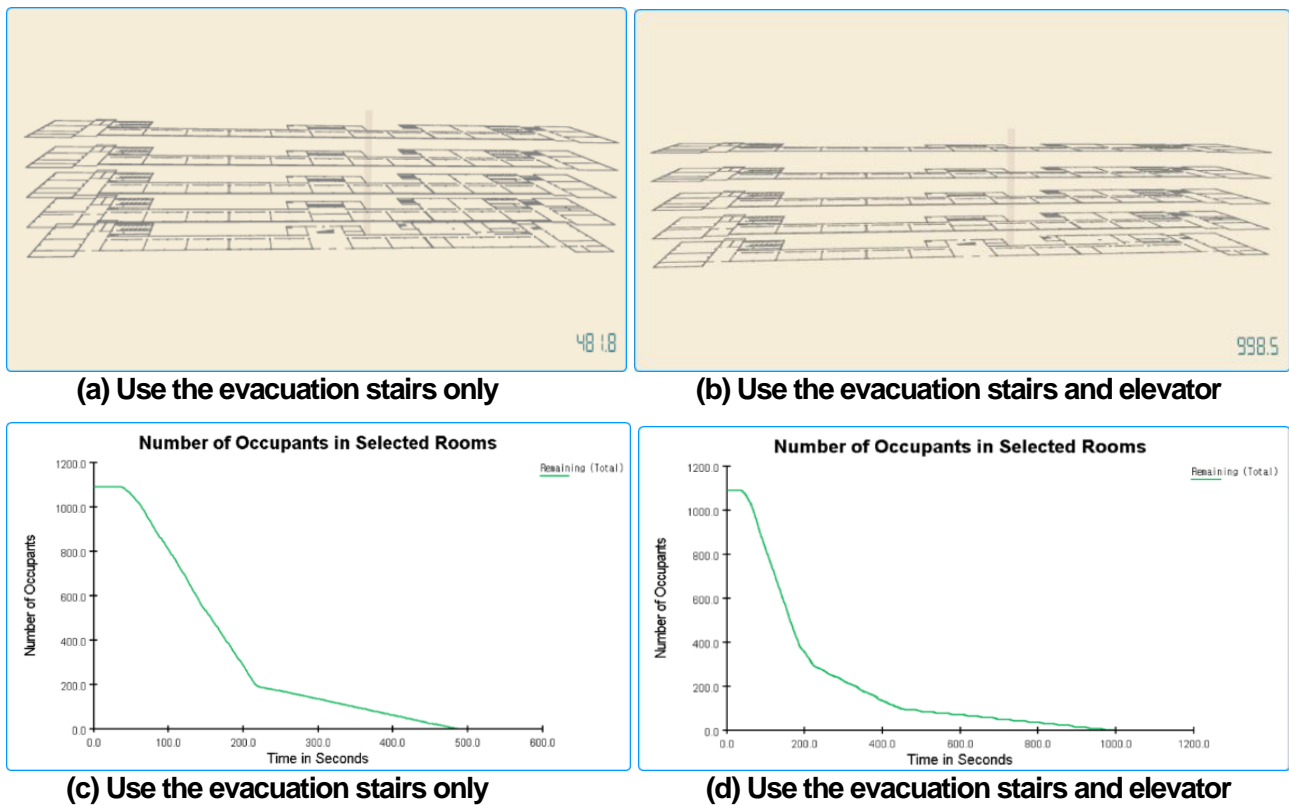 481.8
998.5
(a) Use the evacuation stairs only
(b) Use the evacuation stairs and elevator
Number of Occupants in Selected Rooms
Remaining (Total)
Number of Occupants
1200.0
1000.0
800.0
600.0
400.0
200.0
0.0
0.0 100.0 200.0 300.0 400.0 500.0 600.0
Time in Seconds
Number of Occupants in Selected Rooms
Remaining (Total)
Number of Occupants
1200.0
1000.0
800.0
600.0
400.0
200.0
0.0
0.0 200.0 400.0 600.0 800.0 1000.0 1200.0
Time in Seconds
(c) Use the evacuation stairs only
(d) Use the evacuation stairs and elevator